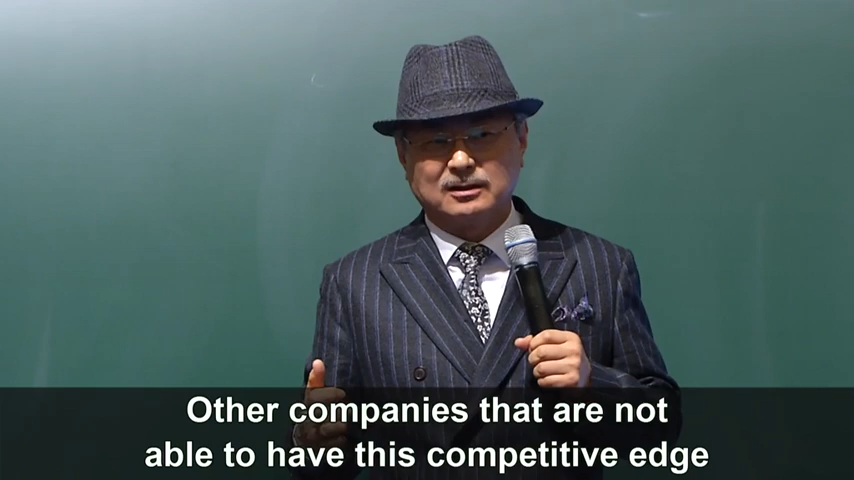 Other companies that are not
able to have this competitive edge